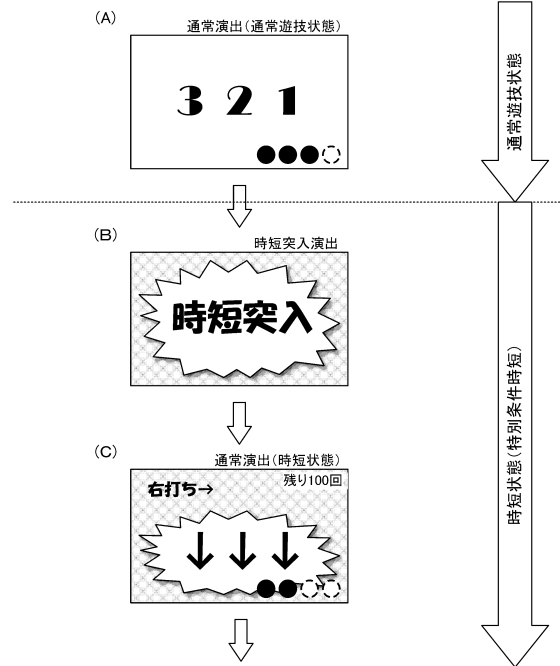 (A)
通常演出(通常遊技状態)
3 2 1
通常遊技状態
(B)
時短突入演出
時短突入
(C)
通常演出(時短状態)
残り100回
右打ち→
↓ ↓ ↓
時短状態(特別条件時短)